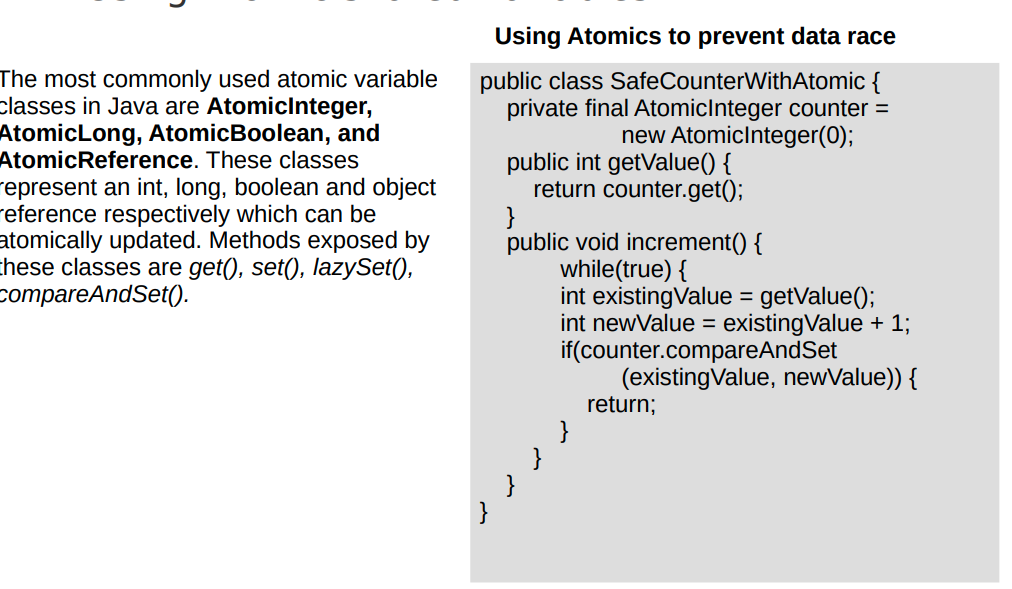 Using Atomics to prevent data race
The most commonly used atomic variable
classes in Java are AtomicInteger,
AtomicLong, AtomicBoolean, and
AtomicReference. These classes
represent an int, long, boolean and object
reference respectively which can be
atomically updated. Methods exposed by
these classes are get(), set(), lazySet(),
compareAndSet().
public class SafeCounterWithAtomic {
private final AtomicInteger counter =
new AtomicInteger(0);
public int getValue() {
return counter.get();
}
public void increment() {
while(true) {
int existingValue = getValue();
int newValue = existingValue + 1;
if(counter.compareAndSet
(existingValue, newValue)) {
return;
}
}
}
}